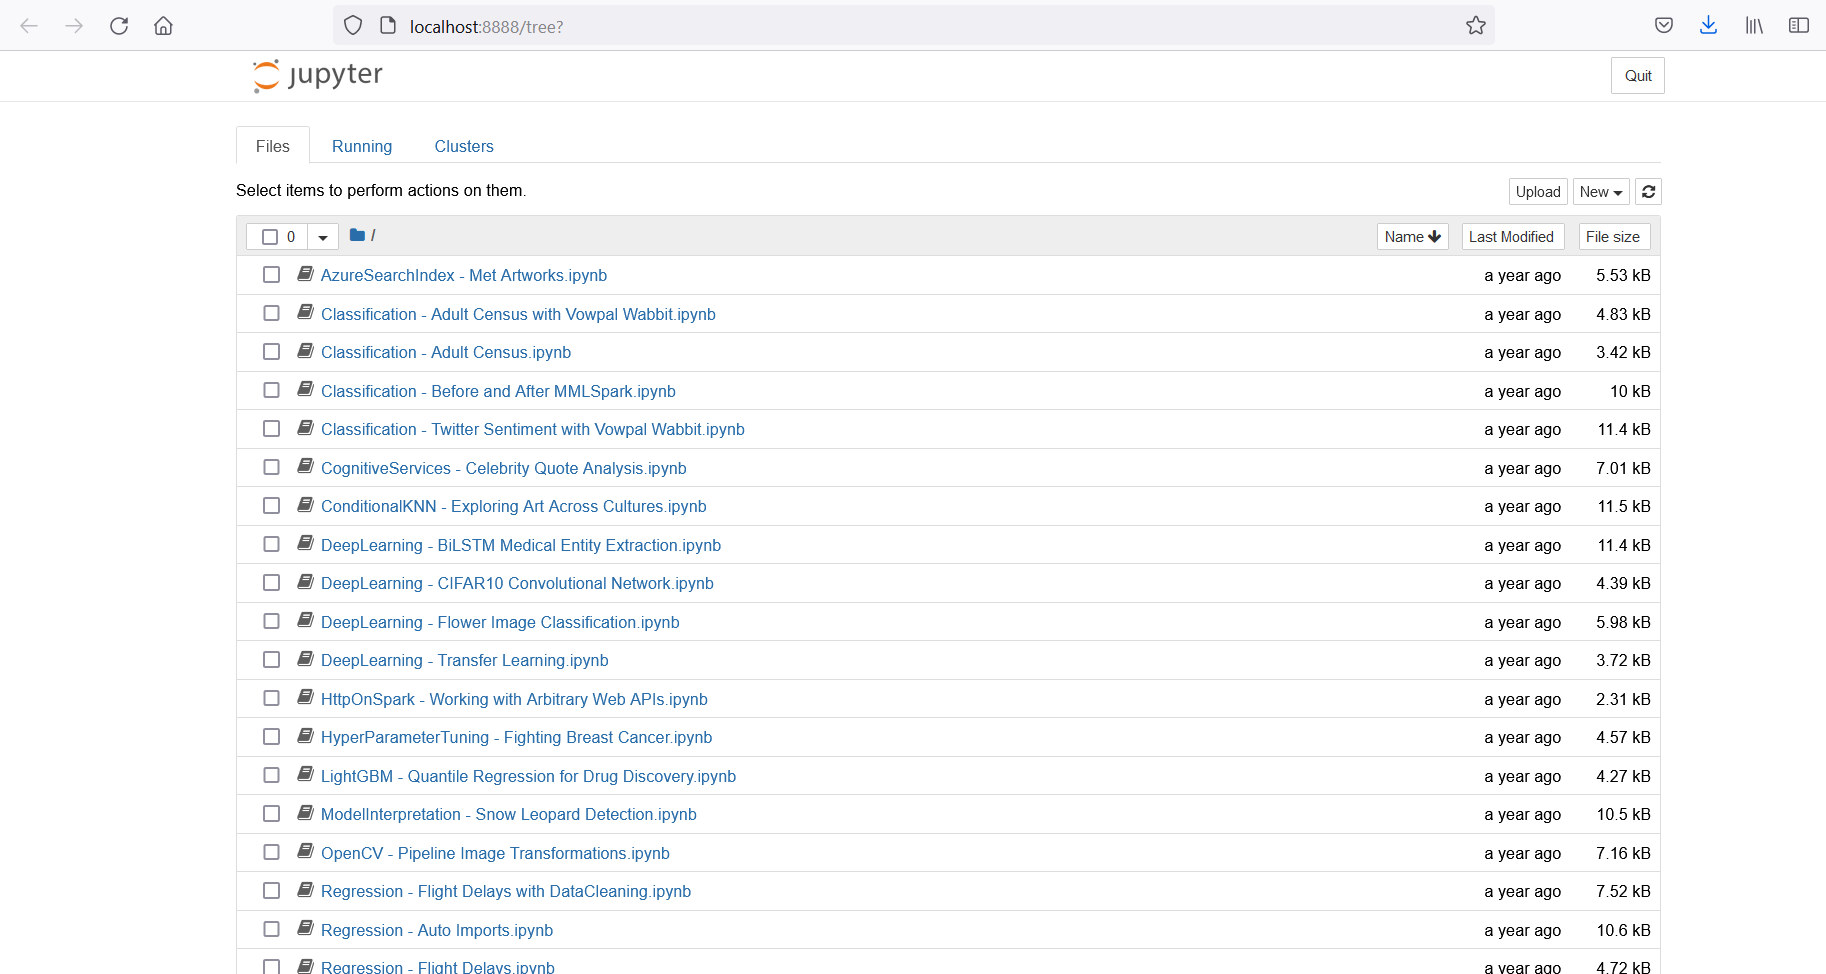 localhost:8888/tree?
jupyter
Quit
Files Running Clusters
Select items to perform actions on them.
Upload New
0 / Name Last Modified File size
AzureSearchIndex - Met Artworks.ipynb a year ago 5.53 kB
Classification - Adult Census with Vowpal Wabbit.ipynb a year ago 4.83 kB
Classification - Adult Census.ipynb a year ago 3.42 kB
Classification - Before and After MMLSpark.ipynb a year ago 10 kB
Classification - Twitter Sentiment with Vowpal Wabbit.ipynb a year ago 11.4 kB
CognitiveServices - Celebrity Quote Analysis.ipynb a year ago 7.01 kB
ConditionalKNN - Exploring Art Across Cultures.ipynb a year ago 11.5 kB
DeepLearning - BiLSTM Medical Entity Extraction.ipynb a year ago 11.4 kB
DeepLearning - CIFAR10 Convolutional Network.ipynb a year ago 4.39 kB
DeepLearning - Flower Image Classification.ipynb a year ago 5.98 kB
DeepLearning - Transfer Learning.ipynb a year ago 3.72 kB
HttpOnSpark - Working with Arbitrary Web APIs.ipynb a year ago 2.31 kB
HyperParameterTuning - Fighting Breast Cancer.ipynb a year ago 4.57 kB
LightGBM - Quantile Regression for Drug Discovery.ipynb a year ago 4.27 kB
ModelInterpretation - Snow Leopard Detection.ipynb a year ago 10.5 kB
OpenCV - Pipeline Image Transformations.ipynb a year ago 7.16 kB
Regression - Flight Delays with DataCleaning.ipynb a year ago 7.52 kB
Regression - Auto Imports.ipynb a year ago 10.6 kB
Regression - Flight Delays.ipynb a year ago 4.72 kB